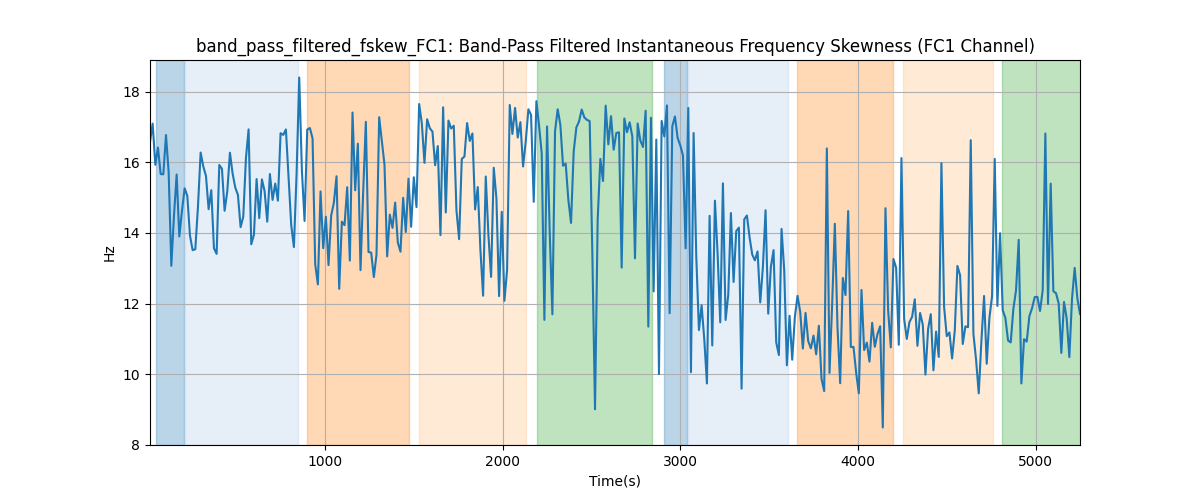 band_pass_filtered_fskew_FC1: Band-Pass Filtered Instantaneous Frequency Skewness (FC1 Channel)
18
16
14
12
10
8
Hz
1000 2000 3000 4000 5000
Time(s)